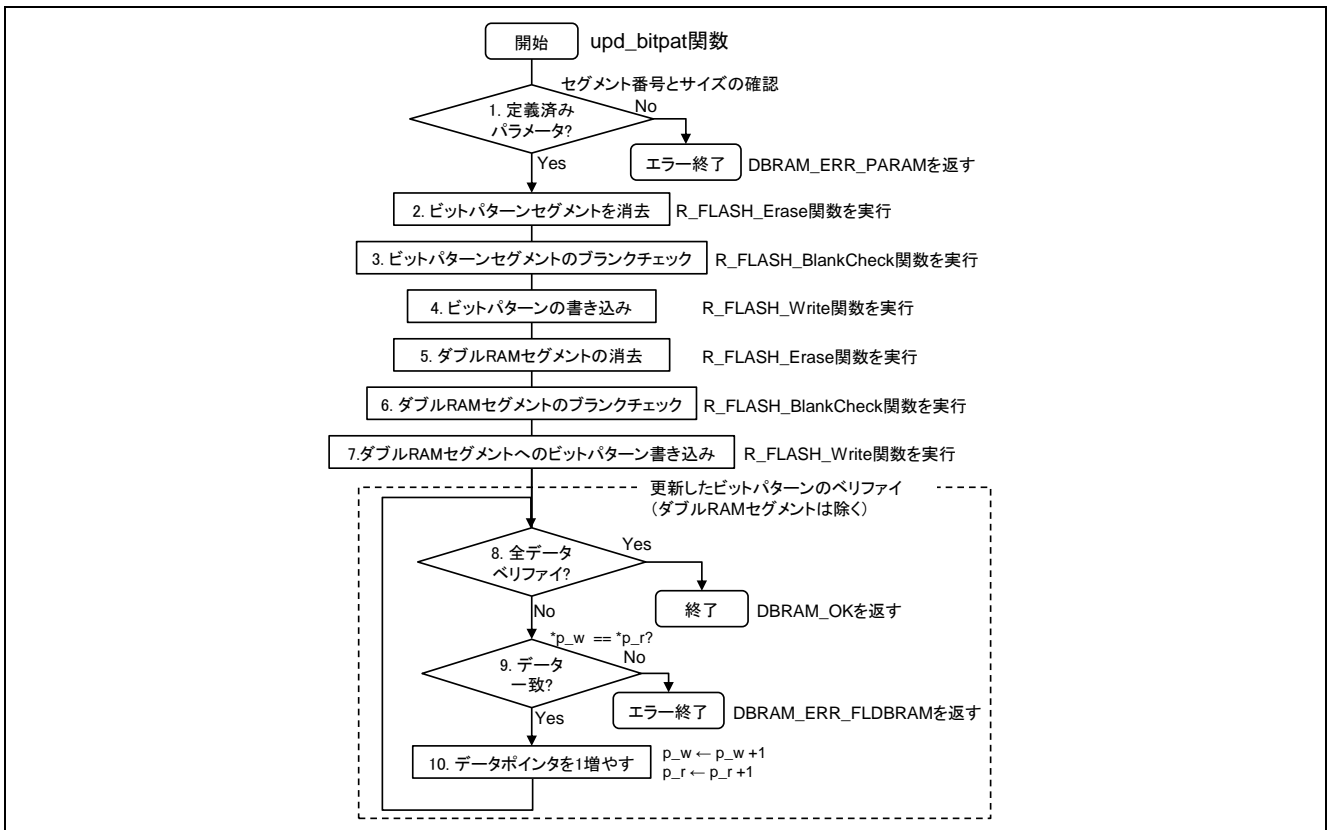 開始
upd_bitpat関数
セグメント番号とサイズの確認
1. 定義済み
パラメータ?
No
Yes
エラー終了
DBRAM_ERR_PARAMを返す
2. ビットパターンセグメントを消去
R_FLASH_Erase関数を実行
3. ビットパターンセグメントのブランクチェック
R_FLASH_BlankCheck関数を実行
4. ビットパターンの書き込み
R_FLASH_Write関数を実行
5. ダブルRAMセグメントの消去
R_FLASH_Erase関数を実行
6. ダブルRAMセグメントのブランクチェック
R_FLASH_BlankCheck関数を実行
7.ダブルRAMセグメントへのビットパターン書き込み
R_FLASH_Write関数を実行
更新したビットパターンのベリファイ
(ダブルRAMセグメントは除く)
8. 全データ
ベリファイ?
Yes
No
終了
DBRAM_OKを返す
*p_w == *p_r?
9. データ
一致?
No
Yes
エラー終了
DBRAM_ERR_FLDBRAMを返す
10. データポインタを1増やす
p_w ← p_w +1
p_r ← p_r +1